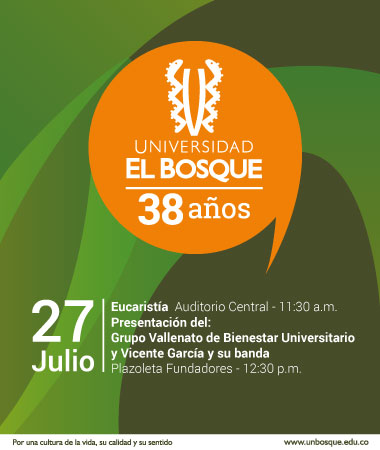 UNIVERSIDAD
EL BOSQUE
38 años
27
Julio
Eucaristía Auditorio Central - 11:30 a.m.
Presentación del:
Grupo Vallenato de Bienestar Universitario
y Vicente García y su banda
Plazoleta Fundadores - 12:30 p.m.
Por una cultura de la vida, su calidad y su sentido
www.unbosque.edu.co